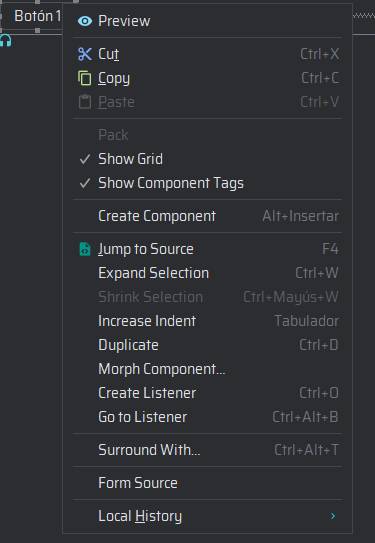 Botón 1
Preview
Cut Ctrl+X
Copy Ctrl+C
Paste Ctrl+V
Pack
Show Grid
Show Component Tags
Create Component Alt+Insertar
Jump to Source F4
Expand Selection Ctrl+W
Shrink Selection Ctrl+Mayús+W
Increase Indent Tabulador
Duplicate Ctrl+D
Morph Component...
Create Listener Ctrl+O
Go to Listener Ctrl+Alt+B
Surround With... Ctrl+Alt+T
Form Source
Local History